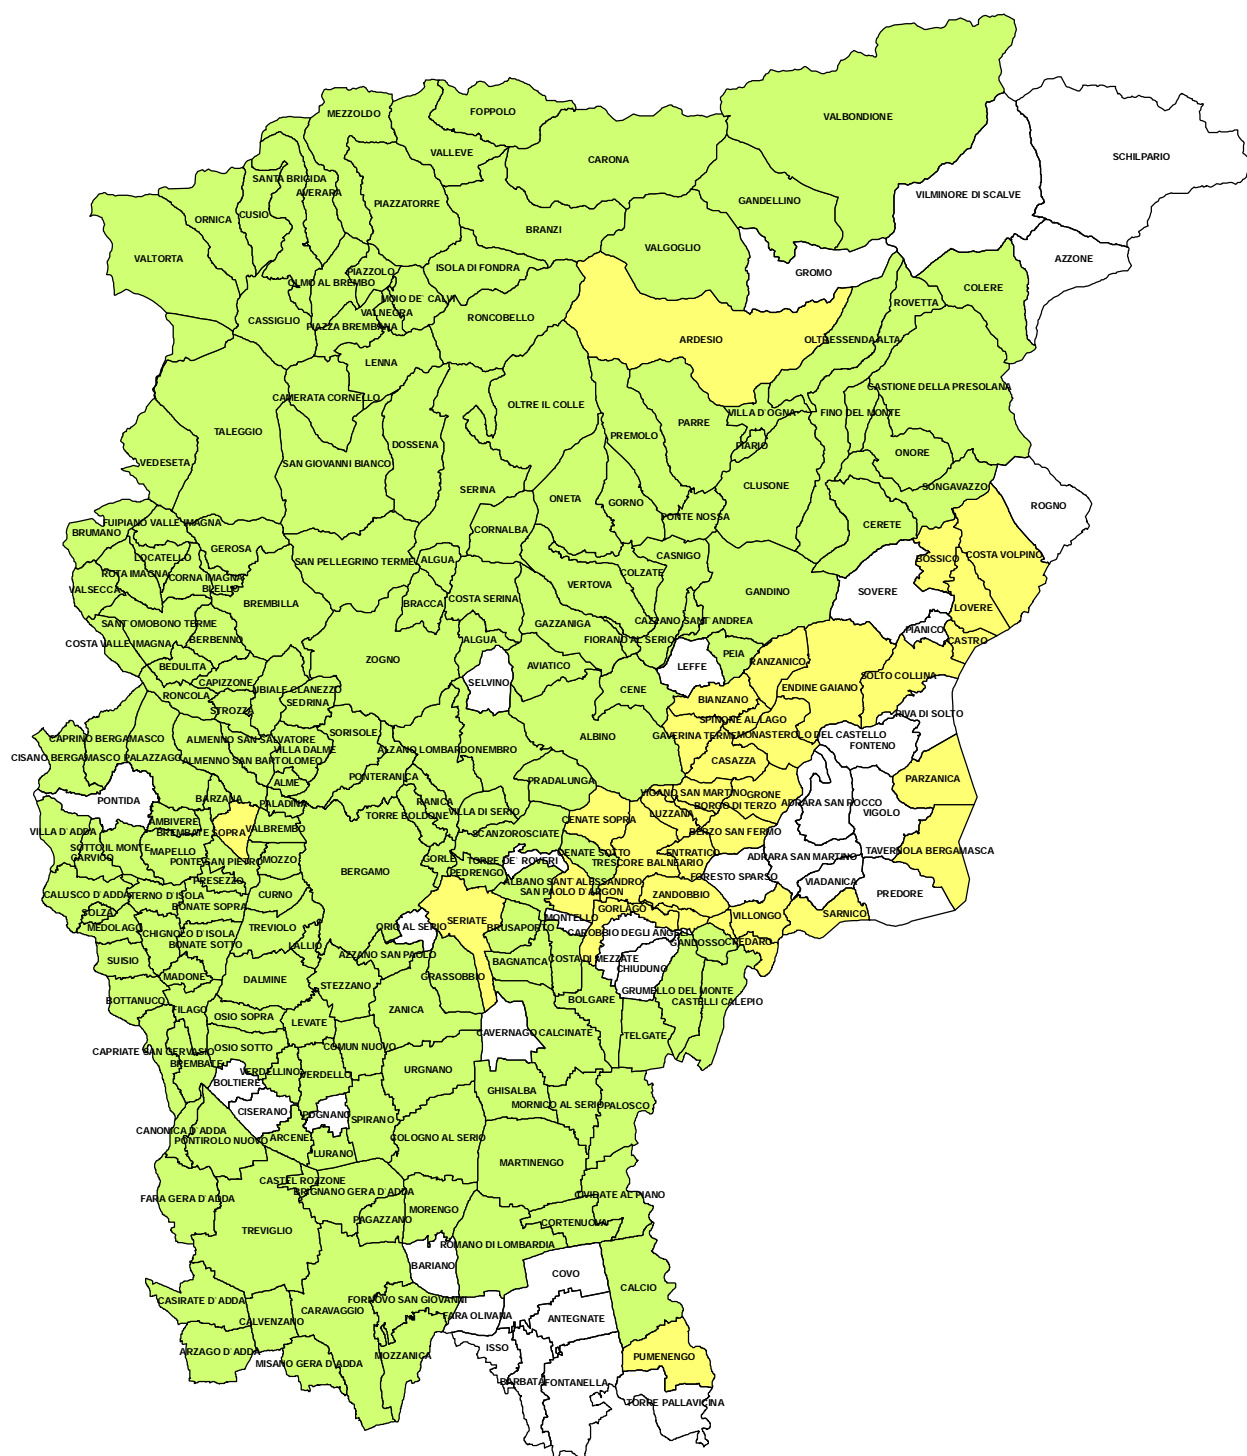 VALBONDIONE
MEZZOLDO
FOPPOLO
VALLEVE
CARONA
SCHILPARIO
SANTA BRIGIDA
AVERARA
VILMINORE DI SCALVE
GANDELLINO
PIAZZATORRE
CUSIO
ORNICA
BRANZI
VALGOGLIO
VALTORTA
AZZONE
ISOLA DI FONDRA
PIAZZOLO
GROMO
OLMO AL BREMBO
COLERE
MOIO DE` CALVI
ROVETTA
VALNEGRA
CASSIGLIO
PIAZZA BREMBANA
RONCOBELLO
ARDESIO
OLTRESSENDA ALTA
LENNA
CASTIONE DELLA PRESOLANA
CAMERATA CORNELLO
OLTRE IL COLLE
VILLA D`OGNA
FINO DEL MONTE
PARRE
TALEGGIO
DOSSENA
PREMOLO
PIARIO
ONORE
VEDESETA
SAN GIOVANNI BIANCO
SERINA
CLUSONE
SONGAVAZZO
ONETA
GORNO
ROGNO
PONTE NOSSA
FUIPIANO VALLE IMAGNA
BRUMANO
CERETE
CORNALBA
GEROSA
LOCATELLO
SAN PELLEGRINO TERME
ALGUA
CASNIGO
COSTA VOLPINO
BOSSICO
ROTA IMAGNA
CORNA IMAGNA
COLZATE
VALSECCA
BLELLO
VERTOVA
GANDINO
SOVERE
BREMBILLA
BRACCA
COSTA SERINA
LOVERE
SANT OMOBONO TERME
GAZZANIGA
CAZZANO SANT`ANDREA
PIANICO
COSTA VALLE IMAGNA
BERBENNO
ALGUA
FIORANO AL SERIO
CASTRO
BEDULITA
ZOGNO
AVIATICO
LEFFE
PEIA
RANZANICO
SOLTO COLLINA
CAPIZZONE
SELVINO
CENE
ENDINE GAIANO
RONCOLA
UBIALE CLANEZZO
SEDRINA
BIANZANO
STROZZA
RIVA DI SOLTO
SPINONE AL LAGO
CAPRINO BERGAMASCO
ALMENNO SAN SALVATORE
SORISOLE
ALBINO
GAVERINA TERME
MONASTEROLO DEL CASTELLO
FONTENO
CISANO BERGAMASCO
PALAZZAGO
ALMENNO SAN BARTOLOMEO
VILLA DALME
ALZANO LOMBARDO
NEMBRO
CASAZZA
PONTERANICA
PRADALUNGA
PARZANICA
ALME
PONTIDA
BARZANA
PALADINA
RANICA
VIGANO SAN MARTINO
GRONE
ADRARA SAN ROCCO
BORGO DI TERZO
TORRE BOLDONE
VILLA DI SERIO
LUZZANA
VIGOLO
AMBIVERE
CENATE SOPRA
VILLA D`ADDA
BREMBATE SOPRA
VALBREMBO
SCANZOROSCIATE
BERZO SAN FERMO
SOTTO IL MONTE
MAPELLO
CENATE SOTTO
ENTRATICO
TAVERNOLA BERGAMASCA
CARVICO
PONTE SAN PIETRO
MOZZO
GORLE
TORRE DE` ROVERI
TRESCORE BALNEARIO
ADRARA SAN MARTINO
BERGAMO
PEDRENGO
FORESTO SPARSO
PRESEZZO
ALBANO SANT`ALESSANDRO
VIADANICA
CALUSCO D`ADDA
TERNO D`ISOLA
CURNO
SAN PAOLO D`ARGON
ZANDOBBIO
PREDORE
BONATE SOPRA
GORLAGO
SOLZA
VILLONGO
SARNICO
MEDOLAGO
TREVIOLO
ORIO AL SERIO
SERIATE
BRUSAPORTO
MONTELLO
CHIGNOLO D`ISOLA
CAROBBIO DEGLI ANGELI
BONATE SOTTO
LALLIO
GANDOSSO
CREDARO
SUISIO
AZZANO SAN PAOLO
BAGNATICA
COSTA DI MEZZATE
CHIUDUNO
MADONE
DALMINE
STEZZANO
GRASSOBBIO
GRUMELLO DEL MONTE
BOTTANUCO
BOLGARE
CASTELLI CALEPIO
FILAGO
OSIO SOPRA
ZANICA
LEVATE
CAVERNAGO
CALCINATE
TELGATE
CAPRIATE SAN GERVASIO
OSIO SOTTO
COMUN NUOVO
BREMBATE
VERDELLINO
VERDELLO
URGNANO
BOLTIERE
GHISALBA
CISERANO
POGNANO
SPIRANO
MORNICO AL SERIO
PALOSCO
CANONICA D`ADDA
PONTIROLO NUOVO
ARCENE
COLOGNO AL SERIO
LURANO
MARTINENGO
CASTEL ROZZONE
BRIGNANO GERA D`ADDA
FARA GERA D`ADDA
CIVIDATE AL PIANO
MORENGO
PAGAZZANO
CORTENUOVA
TREVIGLIO
ROMANO DI LOMBARDIA
BARIANO
COVO
CALCIO
CASIRATE D`ADDA
FORNOVO SAN GIOVANNI
CARAVAGGIO
FARA OLIVANA
CALVENZANO
ANTEGNATE
ISSO
ARZAGO D`ADDA
MOZZANICA
PUMENENGO
MISANO GERA D`ADDA
BARBATA
FONTANELLA
TORRE PALLAVICINA